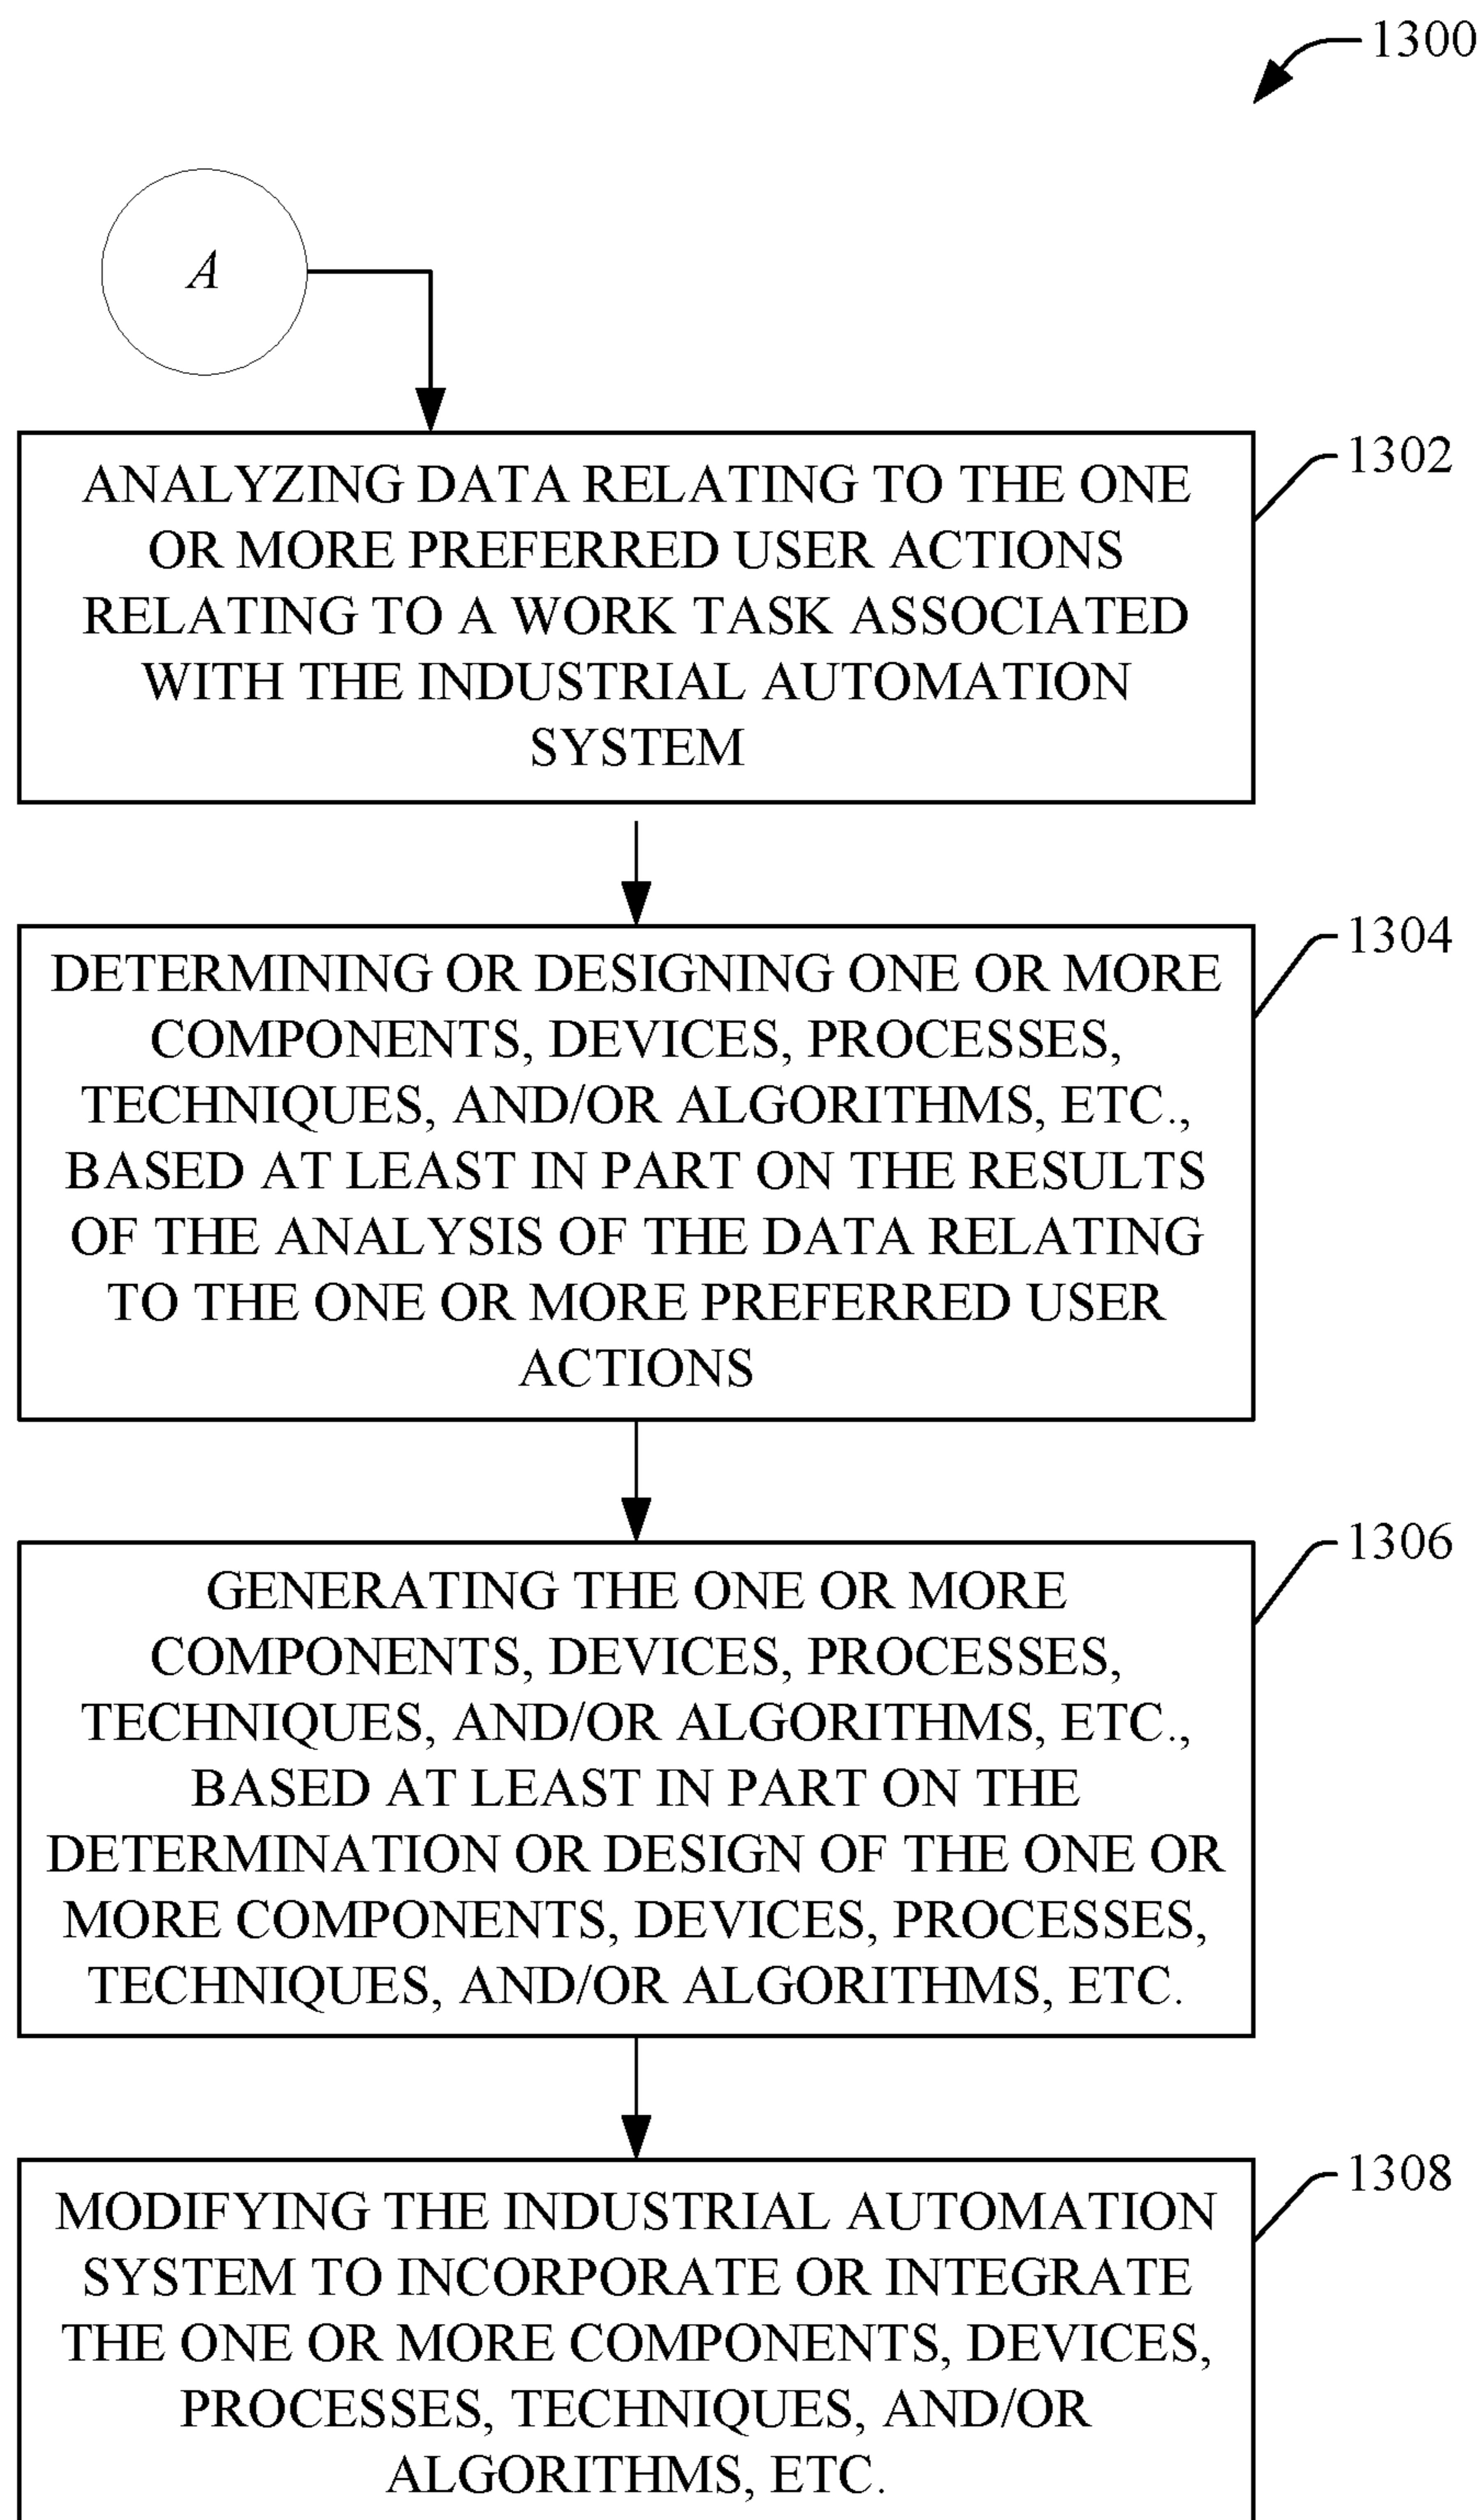 1300
A
1302
ANALYZING DATA RELATING TO THE ONE
OR MORE PREFERRED USER ACTIONS
RELATING TO A WORK TASK ASSOCIATED
WITH THE INDUSTRIAL AUTOMATION
SYSTEM
1304
DETERMINING OR DESIGNING ONE OR MORE
COMPONENTS, DEVICES, PROCESSES,
TECHNIQUES, AND/OR ALGORITHMS, ETC.,
BASED AT LEAST IN PART ON THE RESULTS
OF THE ANALYSIS OF THE DATA RELATING
TO THE ONE OR MORE PREFERRED USER
ACTIONS
1306
GENERATING THE ONE OR MORE
COMPONENTS, DEVICES, PROCESSES,
TECHNIQUES, AND/OR ALGORITHMS, ETC.,
BASED AT LEAST IN PART ON THE
DETERMINATION OR DESIGN OF THE ONE OR
MORE COMPONENTS, DEVICES, PROCESSES,
TECHNIQUES, AND/OR ALGORITHMS, ETC.
1308
MODIFYING THE INDUSTRIAL AUTOMATION
SYSTEM TO INCORPORATE OR INTEGRATE
THE ONE OR MORE COMPONENTS, DEVICES,
PROCESSES, TECHNIQUES, AND/OR
ALGORITHMS, ETC.